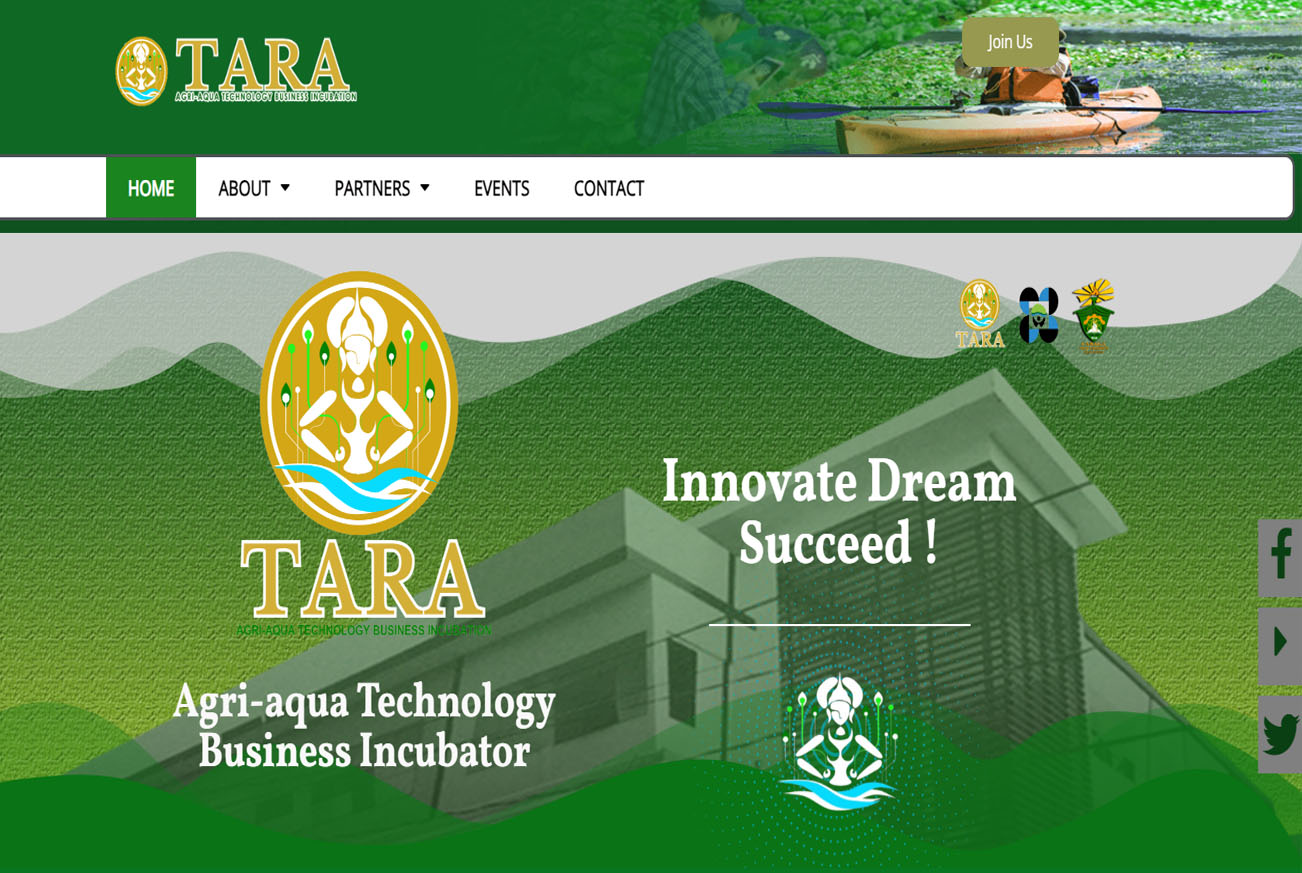 TARA
AGRI-AQUA TECHNOLOGY BUSINESS INCUBATION
Join Us
HOME
ABOUT
PARTNERS
EVENTS
CONTACT
TARA
TARA
AGRI-AQUA TECHNOLOGY BUSINESS INCUBATION
Innovate Dream
Succeed !
Agri-aqua Technology
Business Incubator